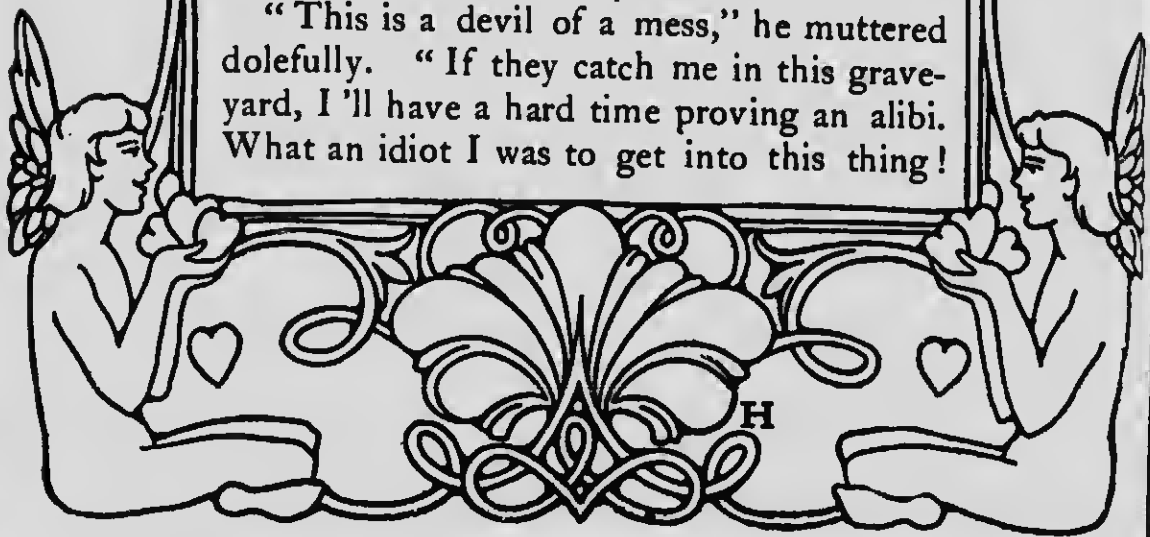 “This is a devil of a mess,” he muttered
dolefully. “If they catch me in this grave-
yard, I 'll have a hard time proving an alibi.
What an idiot I was to get into this thing!
H